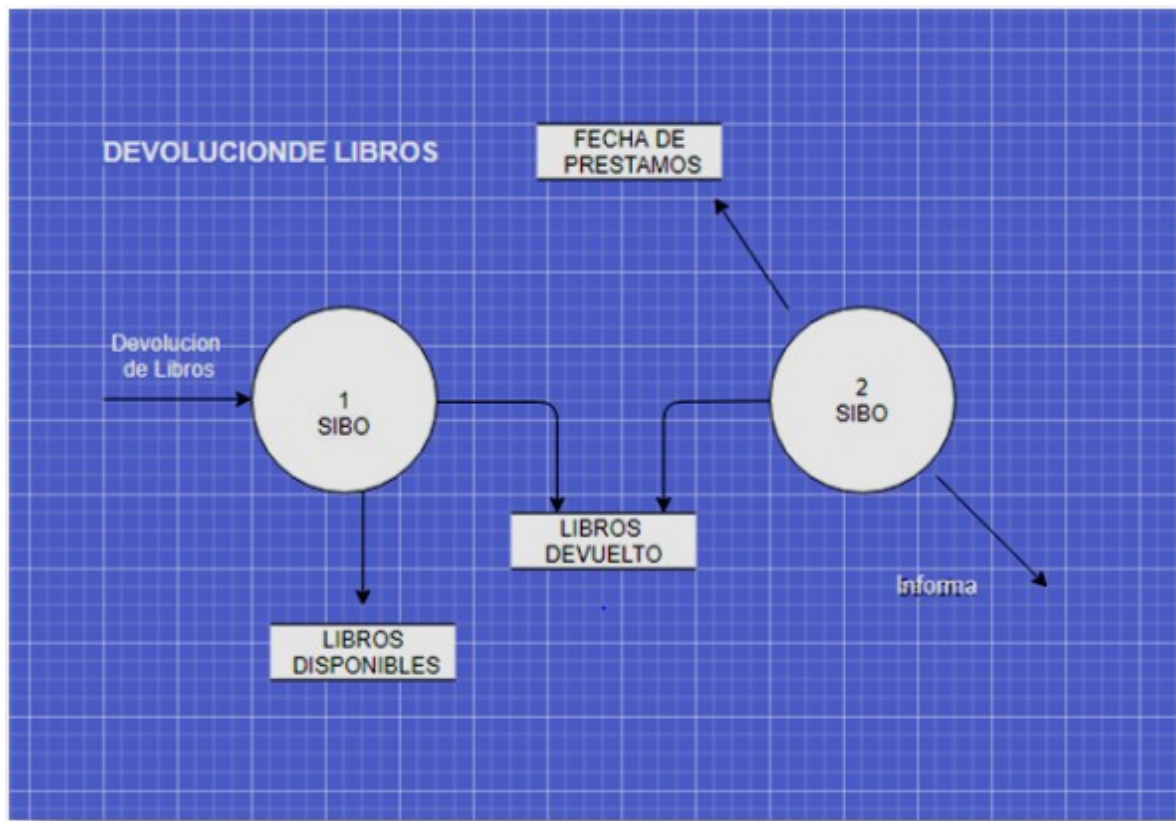 DEVOLUCIONDE LIBROS
FECHA DE
PRESTAMOS
Devolucion
de Libros
1
SIBO
2
SIBO
LIBROS
DEVUELTO
Informa
LIBROS
DISPONIBLES